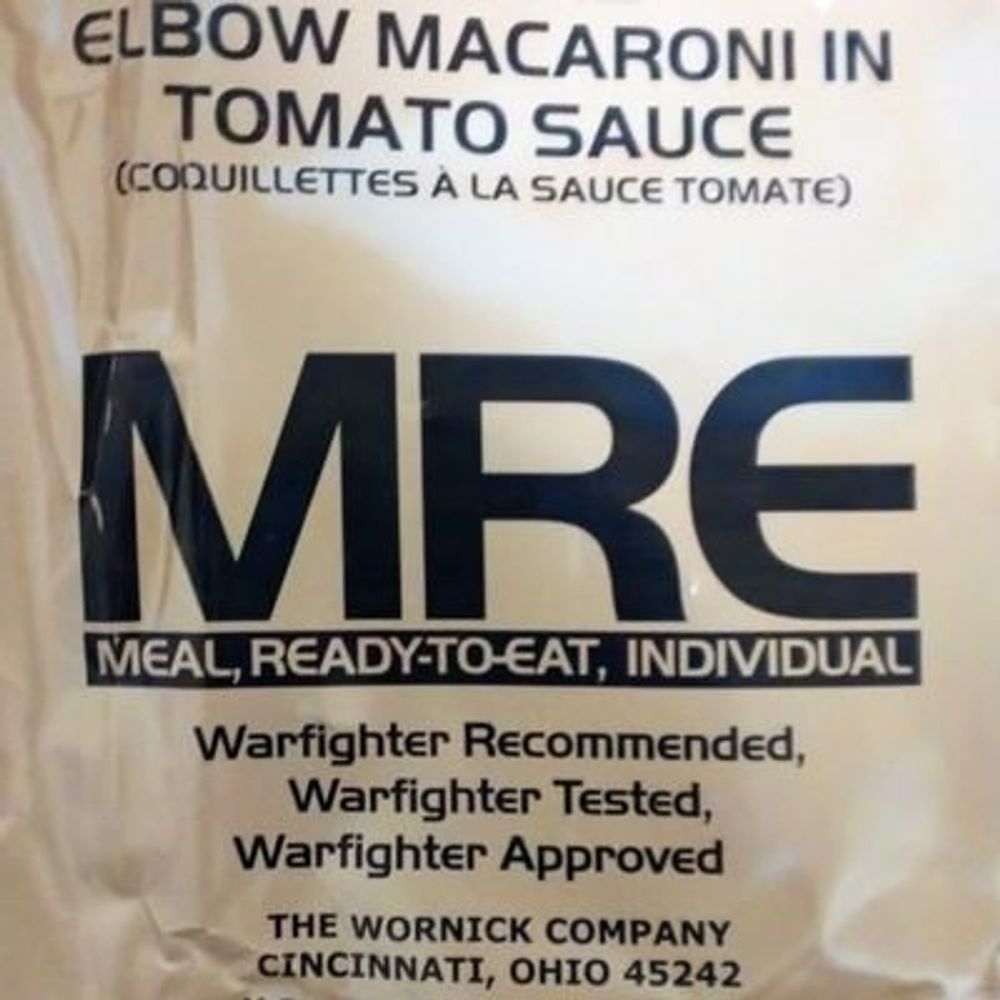 ELBOW MACARONI IN
TOMATO SAUCE
(COQUILLETTES À LA SAUCE TOMATE)
MRE
MEAL, READY-TO-EAT, INDIVIDUAL
Warfighter Recommended,
Warfighter Tested,
Warfighter Approved
THE WORNICK COMPANY
CINCINNATI, OHIO 45242